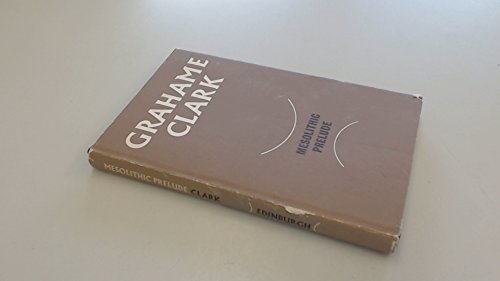 GRAHAME
CLARK
MESOLITHIC
PRELUDE
MESOLITHIC PRELUDE CLARK EDINBURGH